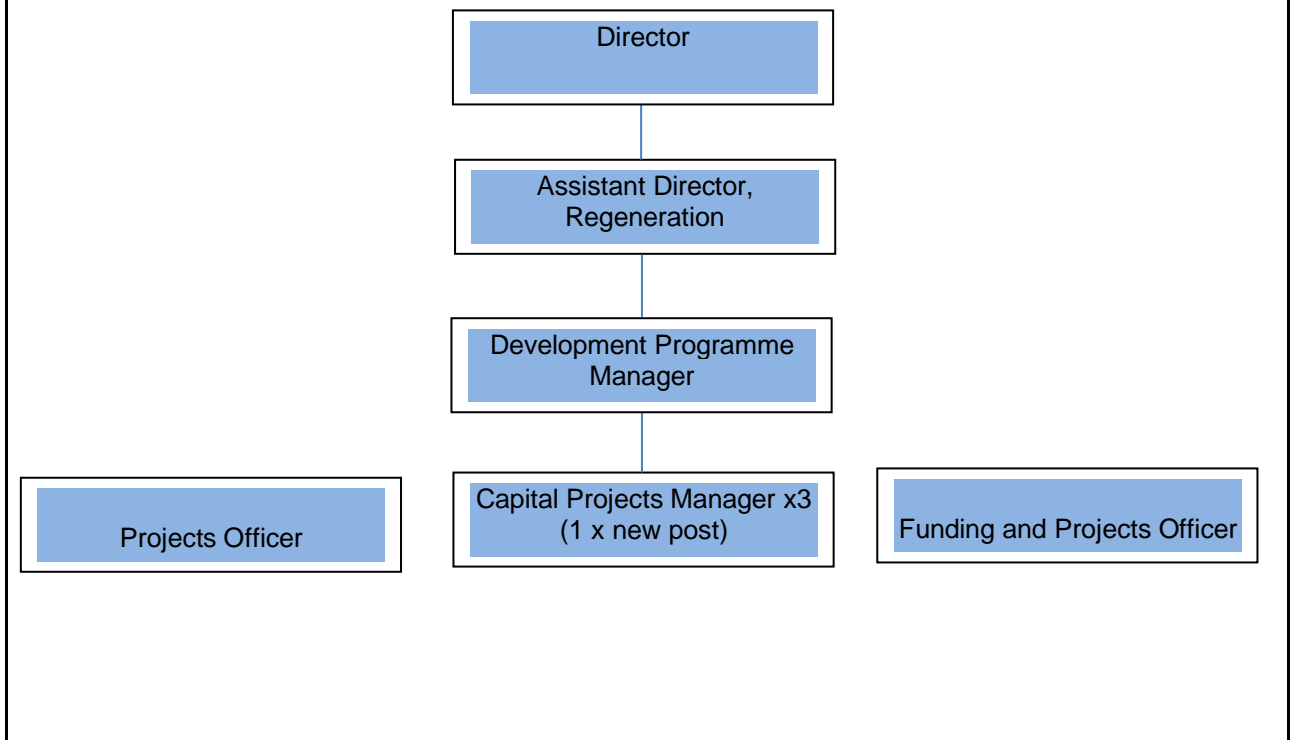 Director
Assistant Director,
Regeneration
Development Programme
Manager
Projects Officer
Capital Projects Manager x3
(1 x new post)
Funding and Projects Officer